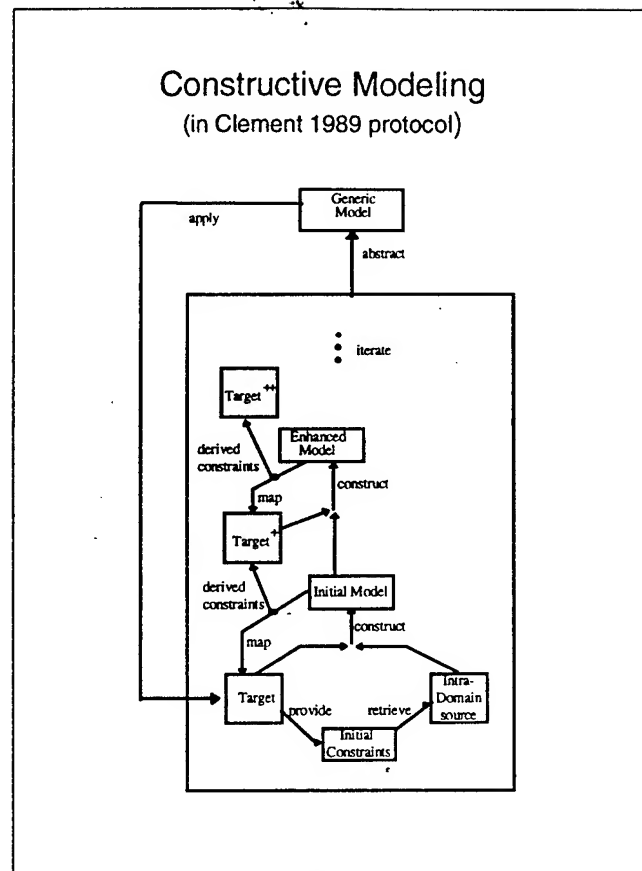 Constructive Modeling
(in Clement 1989 protocol)
Generic
Model
apply
abstract
iterate
Target ++
Enhanced
Model
derived
constraints
construct
map
Target +
derived
constraints
Initial Model
construct
map
Target
Intra-
Domain
source
provide
retrieve
Initial
Constraints